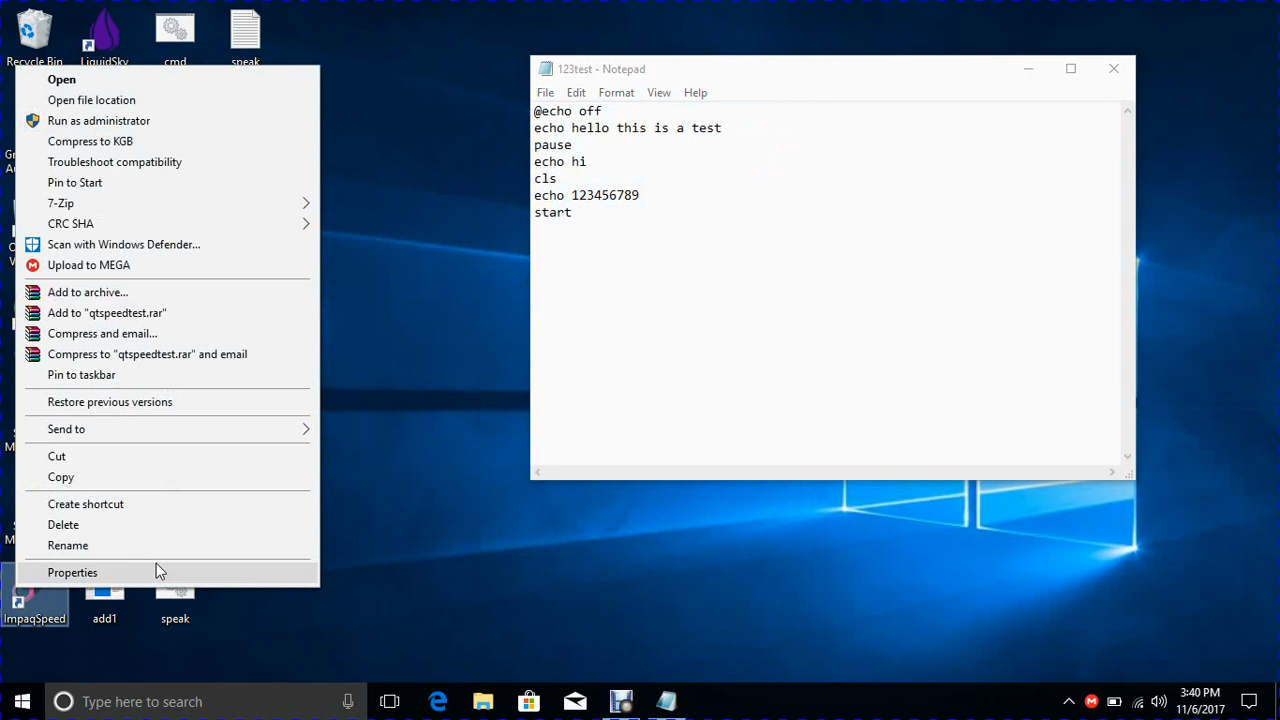 Recycle Bin
LiquidSky
cmd
speak
Open
Open file location
Run as administrator
Compress to KGB
Troubleshoot compatibility
Pin to Start
7-Zip
CRC SHA
Scan with Windows Defender...
Upload to MEGA
Add to archive...
Add to "qtspeedtest.rar"
Compress and email...
Compress to "qtspeedtest.rar" and email
Pin to taskbar
Restore previous versions
Send to
Cut
Copy
Create shortcut
Delete
Rename
Properties
ImpaqSpeed
add1
speak
123test - Notepad
File Edit Format View Help
@echo off
echo hello this is a test
pause
echo hi
cls
echo 123456789
start
Type here to search
3:40 PM
11/6/2017